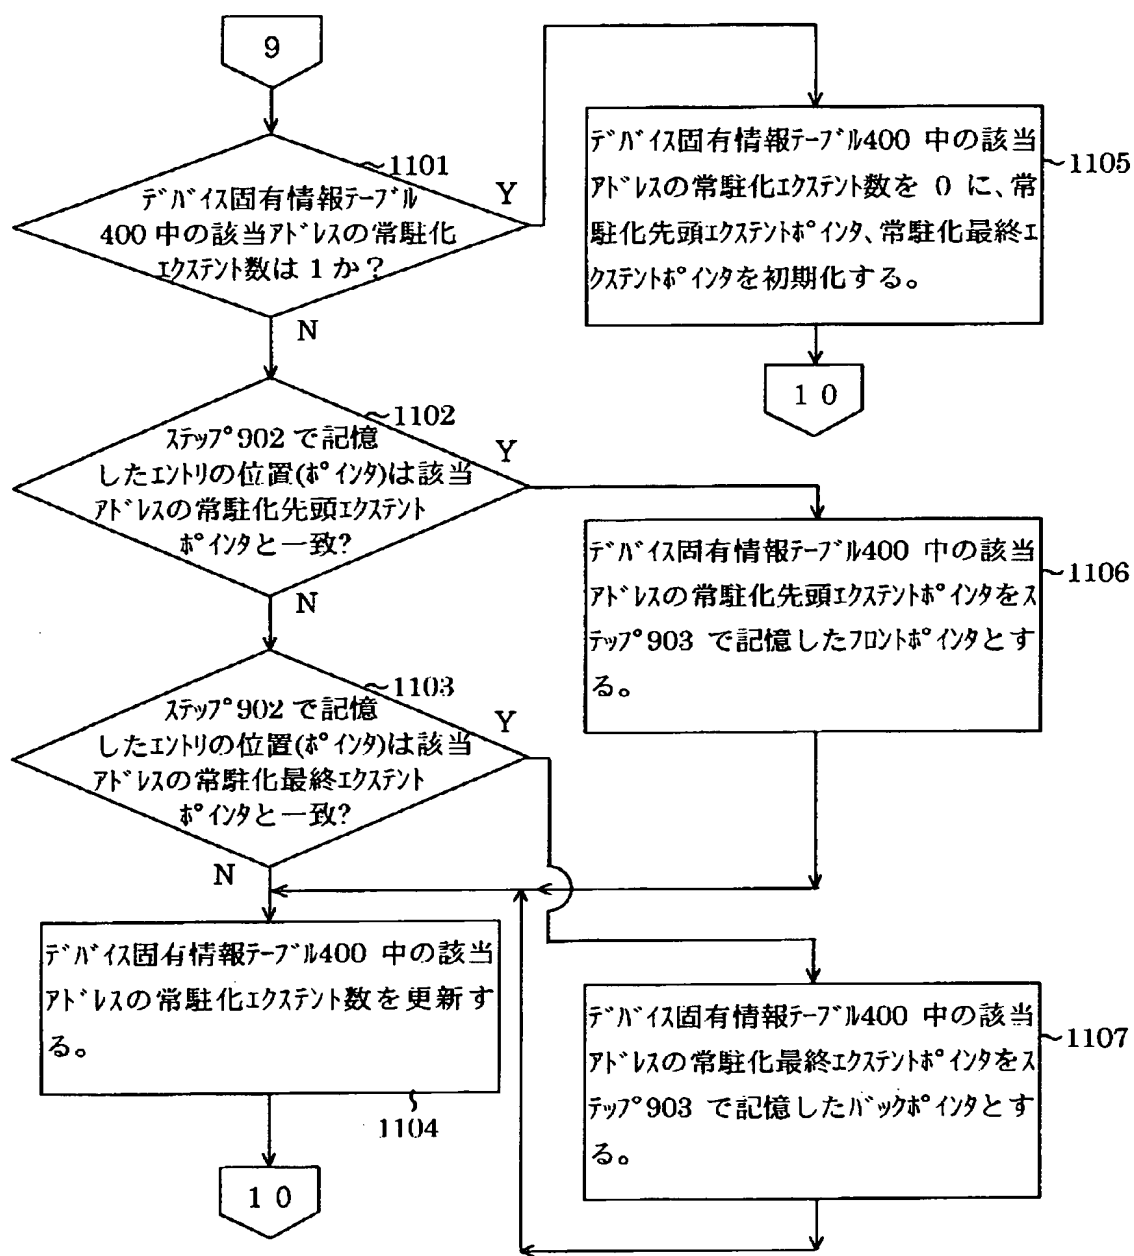 9
~1101
Y
デバイス固有情報テーブル
400 中の該当アドレスの常駐化
エクステント数は 1 か?
N
デバイス固有情報テーブル400 中の該当
アドレスの常駐化エクステント数を 0 に、常
駐化先頭エクステントポインタ、常駐化最終エ
クステントポインタを初期化する。
~1105
10
~1102
Y
ステップ902 で記憶
したエントリの位置(ポインタ)は該当
アドレスの常駐化先頭エクステント
ポインタと一致?
N
デバイス固有情報テーブル400 中の該当
アドレスの常駐化先頭エクステントポインタをス
テップ903 で記憶したフロントポインタとす
る。
~1106
~1103
Y
ステップ902 で記憶
したエントリの位置(ポインタ)は該当
アドレスの常駐化最終エクステント
ポインタと一致?
N
デバイス固有情報テーブル400 中の該当
アドレスの常駐化エクステント数を更新す
る。
1104
10
デバイス固有情報テーブル400 中の該当
アドレスの常駐化最終エクステントポインタをス
テップ903 で記憶したバックポインタとす
る。
~1107